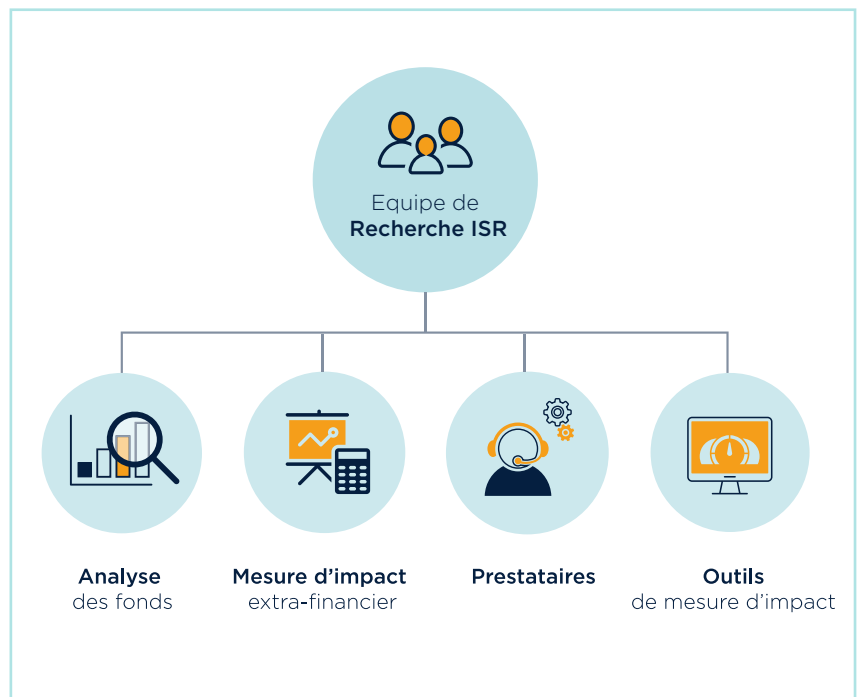 Equipe de
Recherche ISR
Analyse
des fonds
Mesure d'impact
extra-financier
Prestataires
Outils
de mesure d'impact